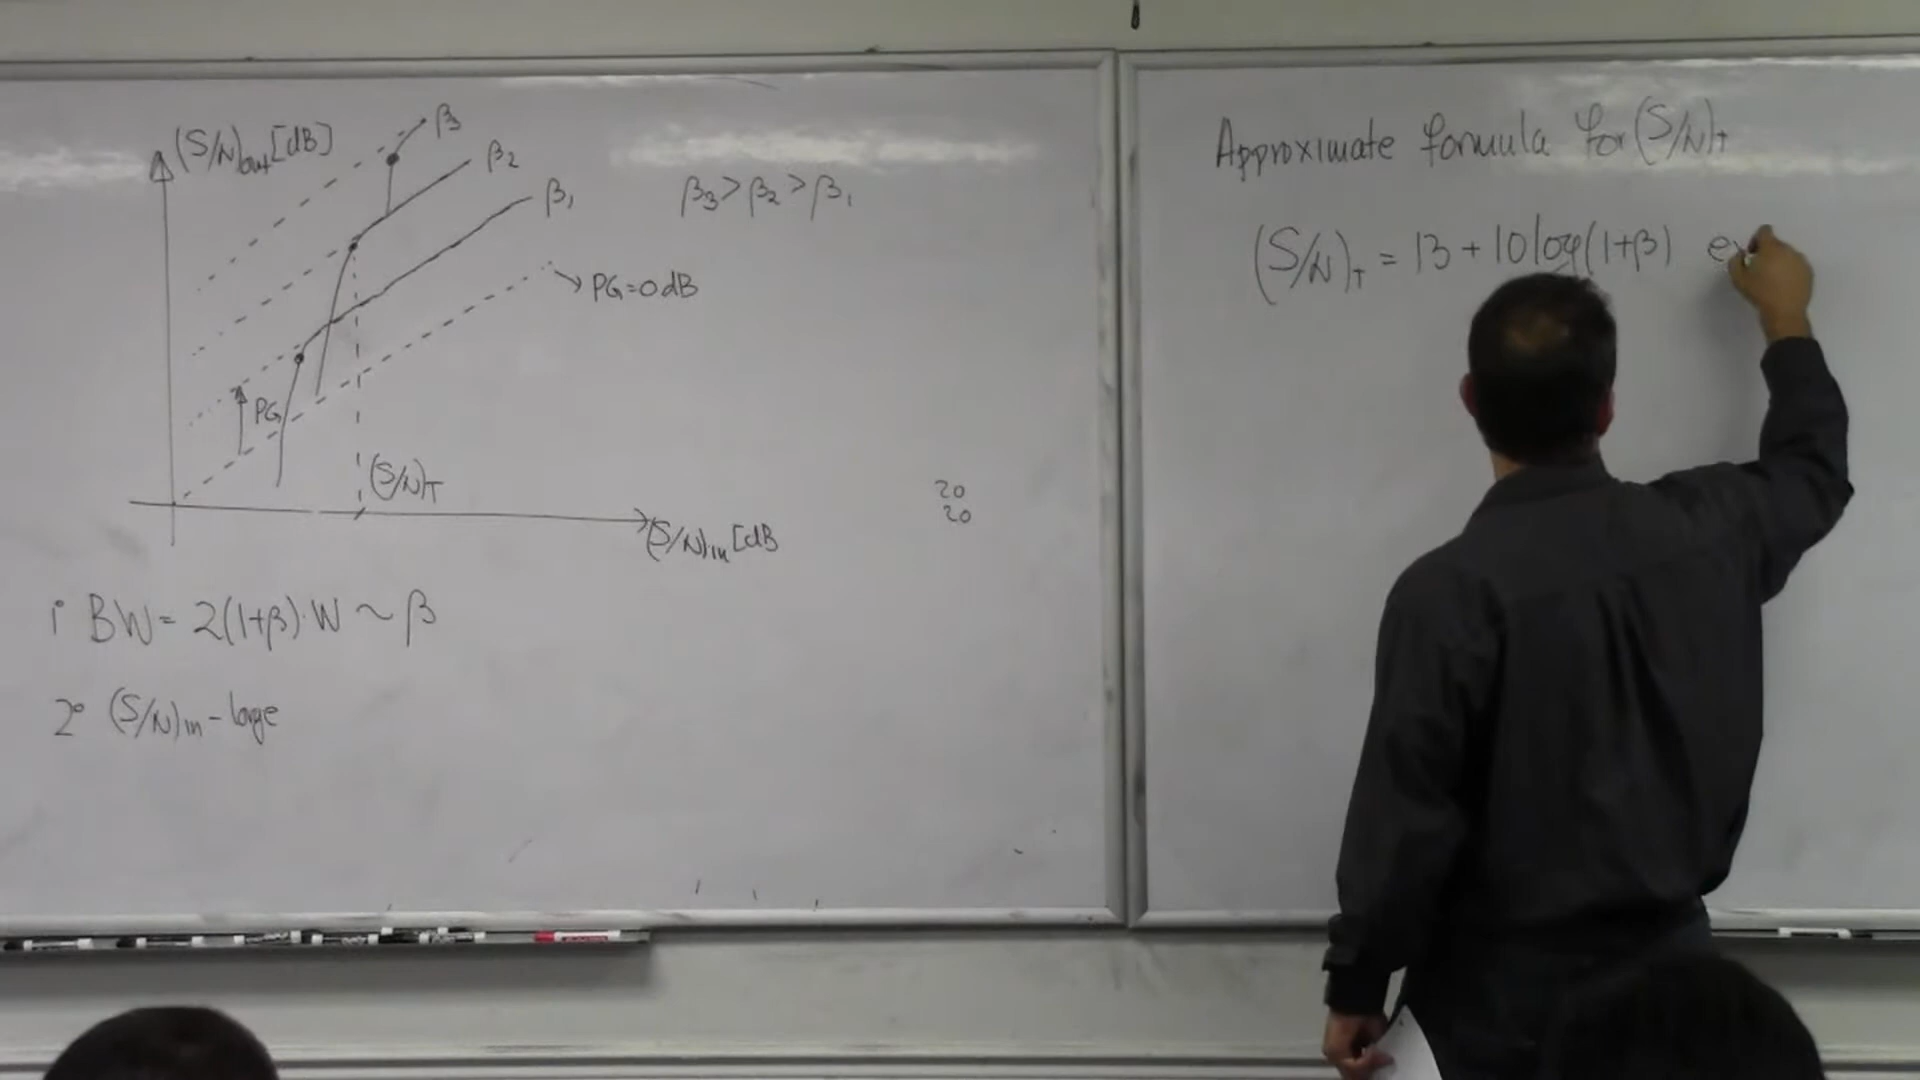 (S/N)out [dB]
β3
β2
β1
β3 > β2 > β1
PG=0dB
PG
(S/N)T
(S/N)in [dB
20
20
1° BW = 2(1+β)·W ~ β
2° (S/N)in - large
Approximate formula for (S/N)T
(S/N)T = 13 + 10log(1+β)